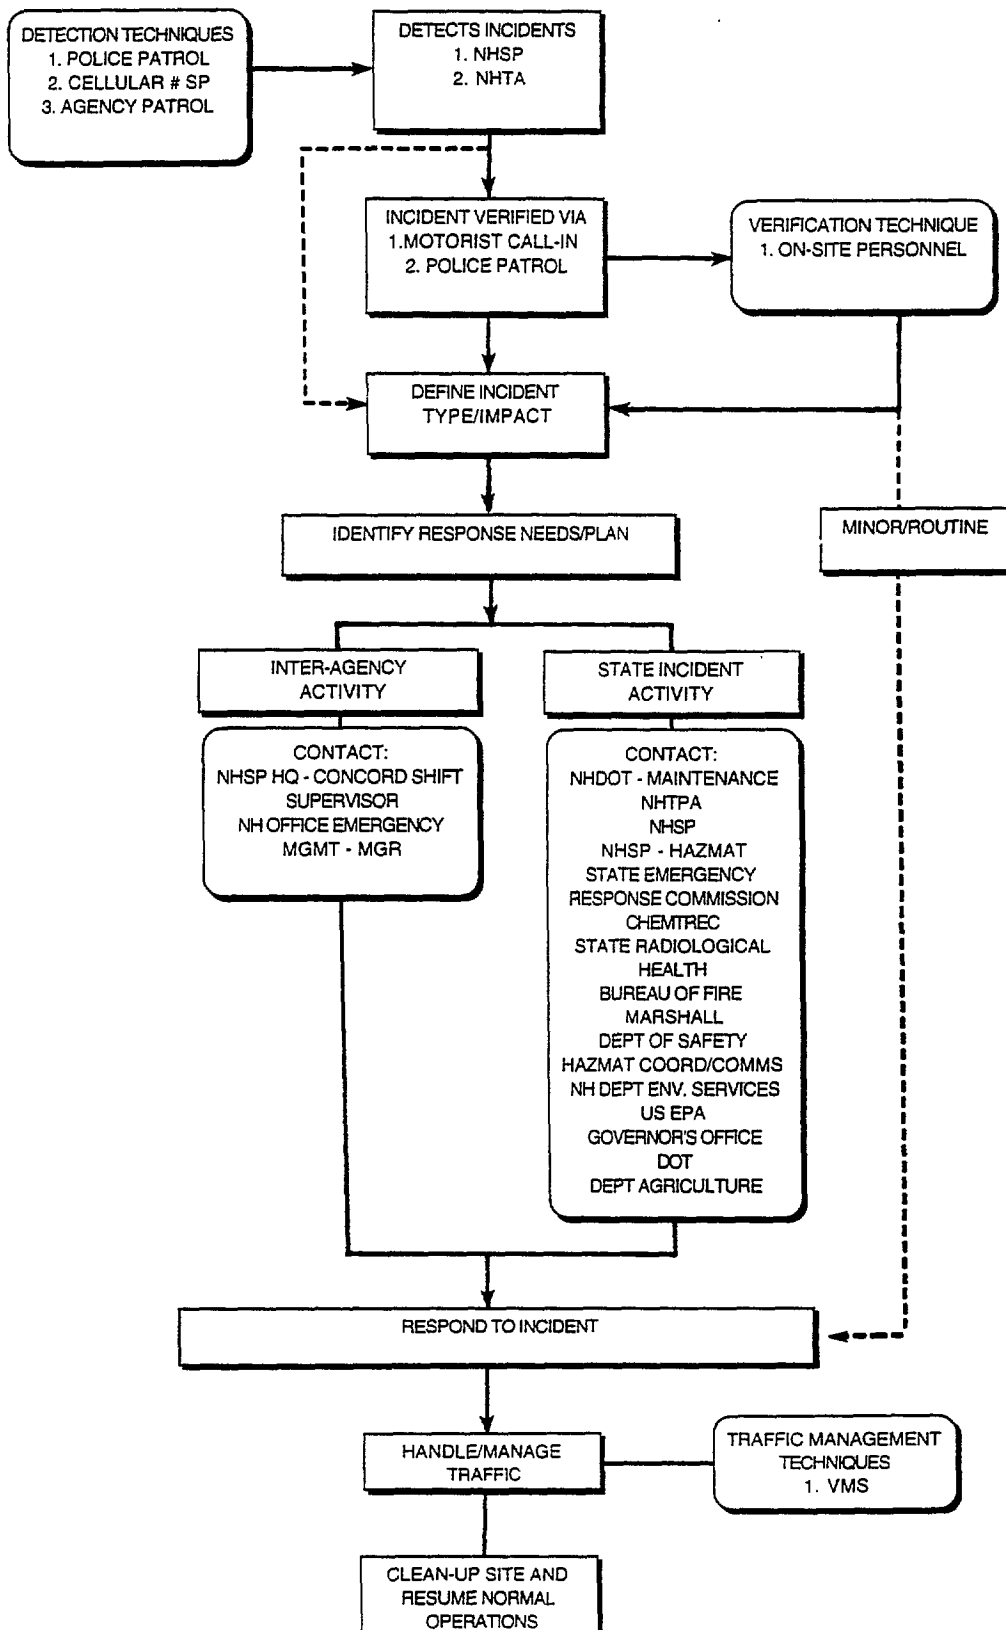 DETECTION TECHNIQUES
1. POLICE PATROL
2. CELLULAR # SP
3. AGENCY PATROL
DETECTS INCIDENTS
1. NHSP
2. NHTA
INCIDENT VERIFIED VIA
1.MOTORIST CALL-IN
2. POLICE PATROL
VERIFICATION TECHNIQUE
1. ON-SITE PERSONNEL
DEFINE INCIDENT
TYPE/IMPACT
IDENTIFY RESPONSE NEEDS/PLAN
MINOR/ROUTINE
INTER-AGENCY
ACTIVITY
STATE INCIDENT
ACTIVITY
CONTACT:
NHSP HQ - CONCORD SHIFT
SUPERVISOR
NH OFFICE EMERGENCY
MGMT - MGR
CONTACT:
NHDOT - MAINTENANCE
NHTPA
NHSP
NHSP - HAZMAT
STATE EMERGENCY
RESPONSE COMMISSION
CHEMTREC
STATE RADIOLOGICAL
HEALTH
BUREAU OF FIRE
MARSHALL
DEPT OF SAFETY
HAZMAT COORD/COMMS
NH DEPT ENV. SERVICES
US EPA
GOVERNOR'S OFFICE
DOT
DEPT AGRICULTURE
RESPOND TO INCIDENT
HANDLE/MANAGE
TRAFFIC
TRAFFIC MANAGEMENT
TECHNIQUES
1. VMS
CLEAN-UP SITE AND
RESUME NORMAL
OPERATIONS